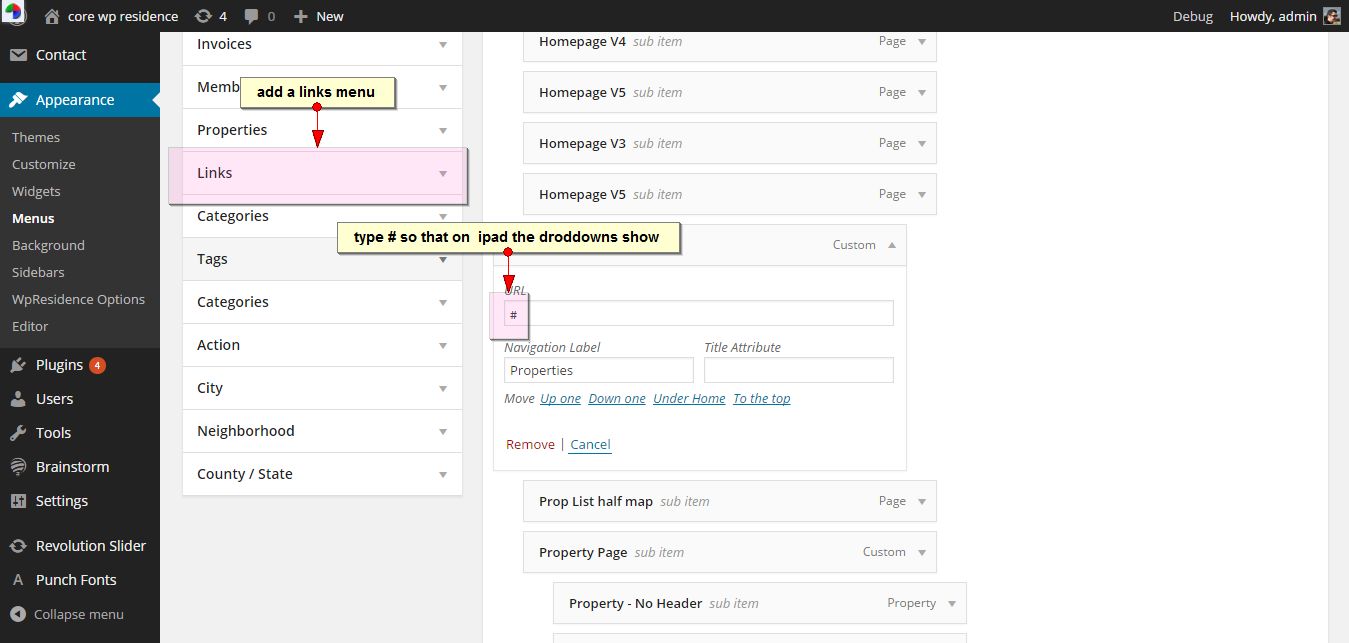 core wp residence 4 0 New Debug Howdy, admin
Contact
Appearance
Themes
Customize
Widgets
Menus
Background
Sidebars
WpResidence Options
Editor
Plugins 4
Users
Tools
Brainstorm
Settings
Revolution Slider
Punch Fonts
Collapse menu
Invoices
Memb
add a links menu
Properties
Links
Categories
Tags
Categories
Action
City
Neighborhood
County / State
Homepage V4 sub item Page
Homepage V5 sub item Page
Homepage V3 sub item Page
Homepage V5 sub item Page
type # so that on ipad the droddowns show
Custom
URL
#
Navigation Label Title Attribute
Properties
Move Up one Down one Under Home To the top
Remove | Cancel
Prop List half map sub item Page
Property Page sub item Custom
Property - No Header sub item Property